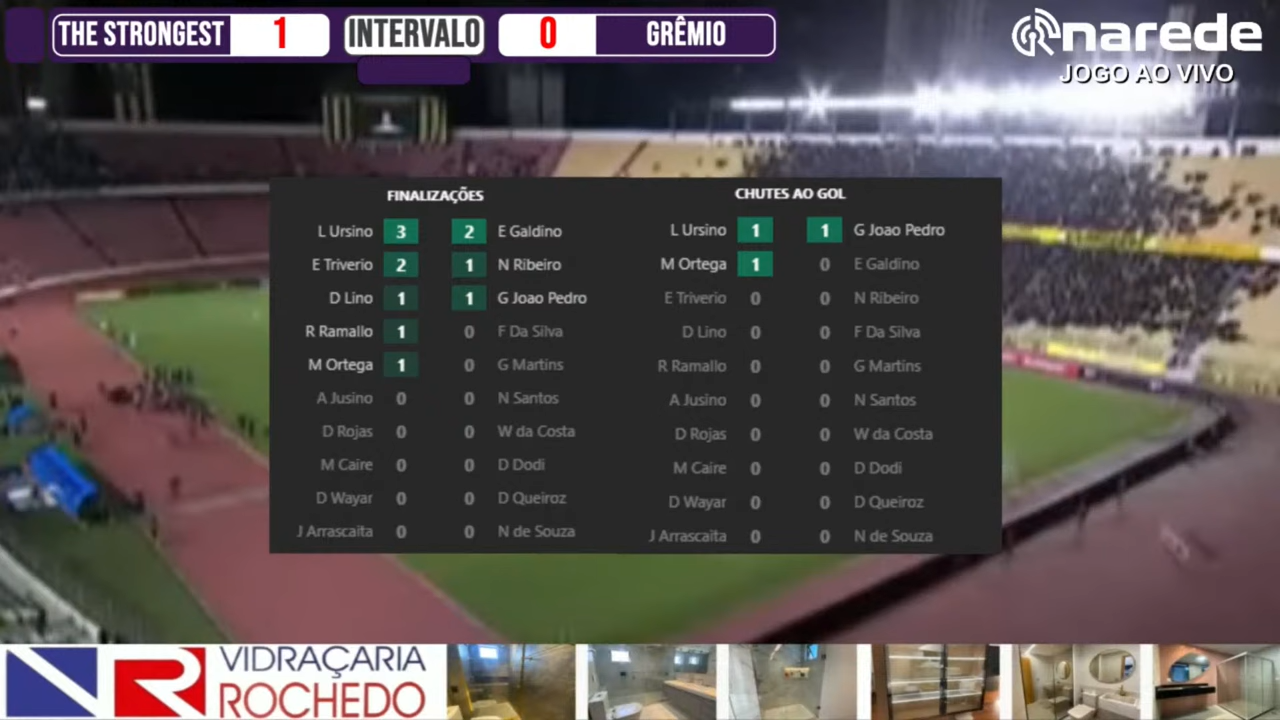 THE STRONGEST 1 INTERVALO 0 GRÊMIO
narede
JOGO AO VIVO
FINALIZAÇÕES
L Ursino 3 2 E Galdino
E Triverio 2 1 N Ribeiro
D Lino 1 1 G Joao Pedro
R Ramallo 1 0 F Da Silva
M Ortega 1 0 G Martins
A Jusino 0 0 N Santos
D Rojas 0 0 W da Costa
M Caire 0 0 D Dodi
D Wayar 0 0 D Queiroz
J Arrascaita 0 0 N de Souza
CHUTES AO GOL
L Ursino 1 1 G Joao Pedro
M Ortega 1 0 E Galdino
E Triverio 0 0 N Ribeiro
D Lino 0 0 F Da Silva
R Ramallo 0 0 G Martins
A Jusino 0 0 N Santos
D Rojas 0 0 W da Costa
M Caire 0 0 D Dodi
D Wayar 0 0 D Queiroz
J Arrascaita 0 0 N de Souza
NR VIDRAÇARIA
ROCHEDO